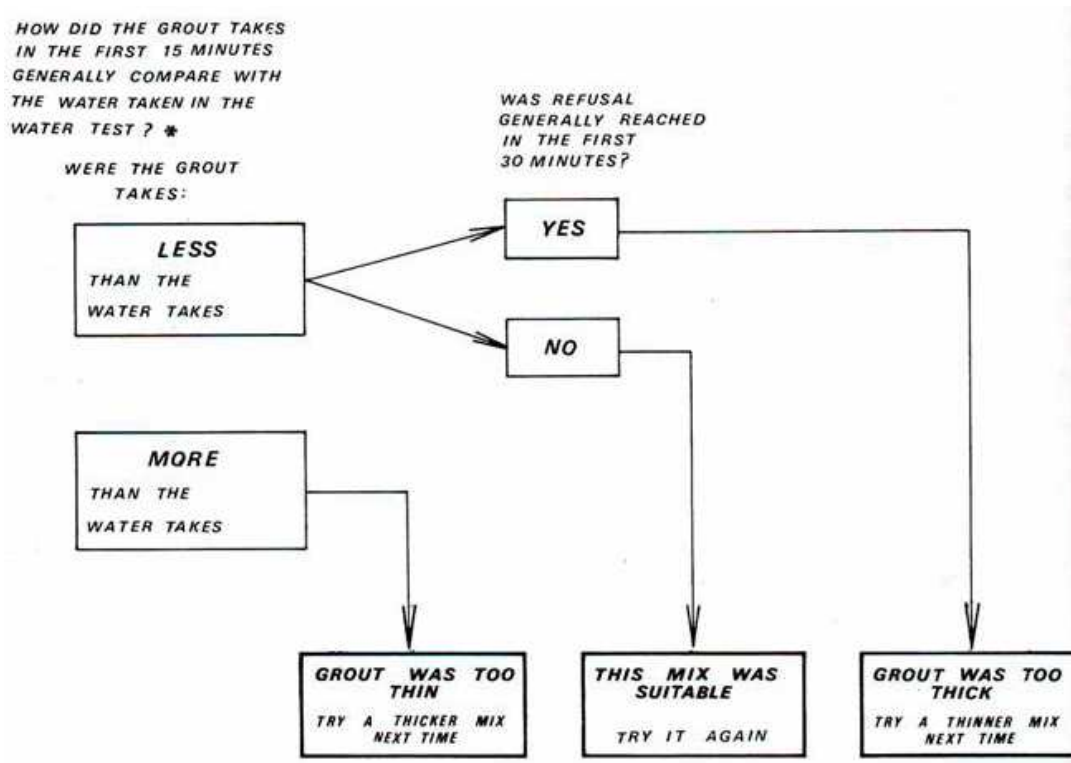 HOW DID THE GROUT TAKES
IN THE FIRST 15 MINUTES
GENERALLY COMPARE WITH
THE WATER TAKEN IN THE
WATER TEST? *
WERE THE GROUT
TAKES:
LESS
THAN THE
WATER TAKES
WAS REFUSAL
GENERALLY REACHED
IN THE FIRST
30 MINUTES?
YES
NO
MORE
THAN THE
WATER TAKES
GROUT WAS TOO
THIN
TRY A THICKER MIX
NEXT TIME
THIS MIX WAS
SUITABLE
TRY IT AGAIN
GROUT WAS TOO
THICK
TRY A THINNER MIX
NEXT TIME